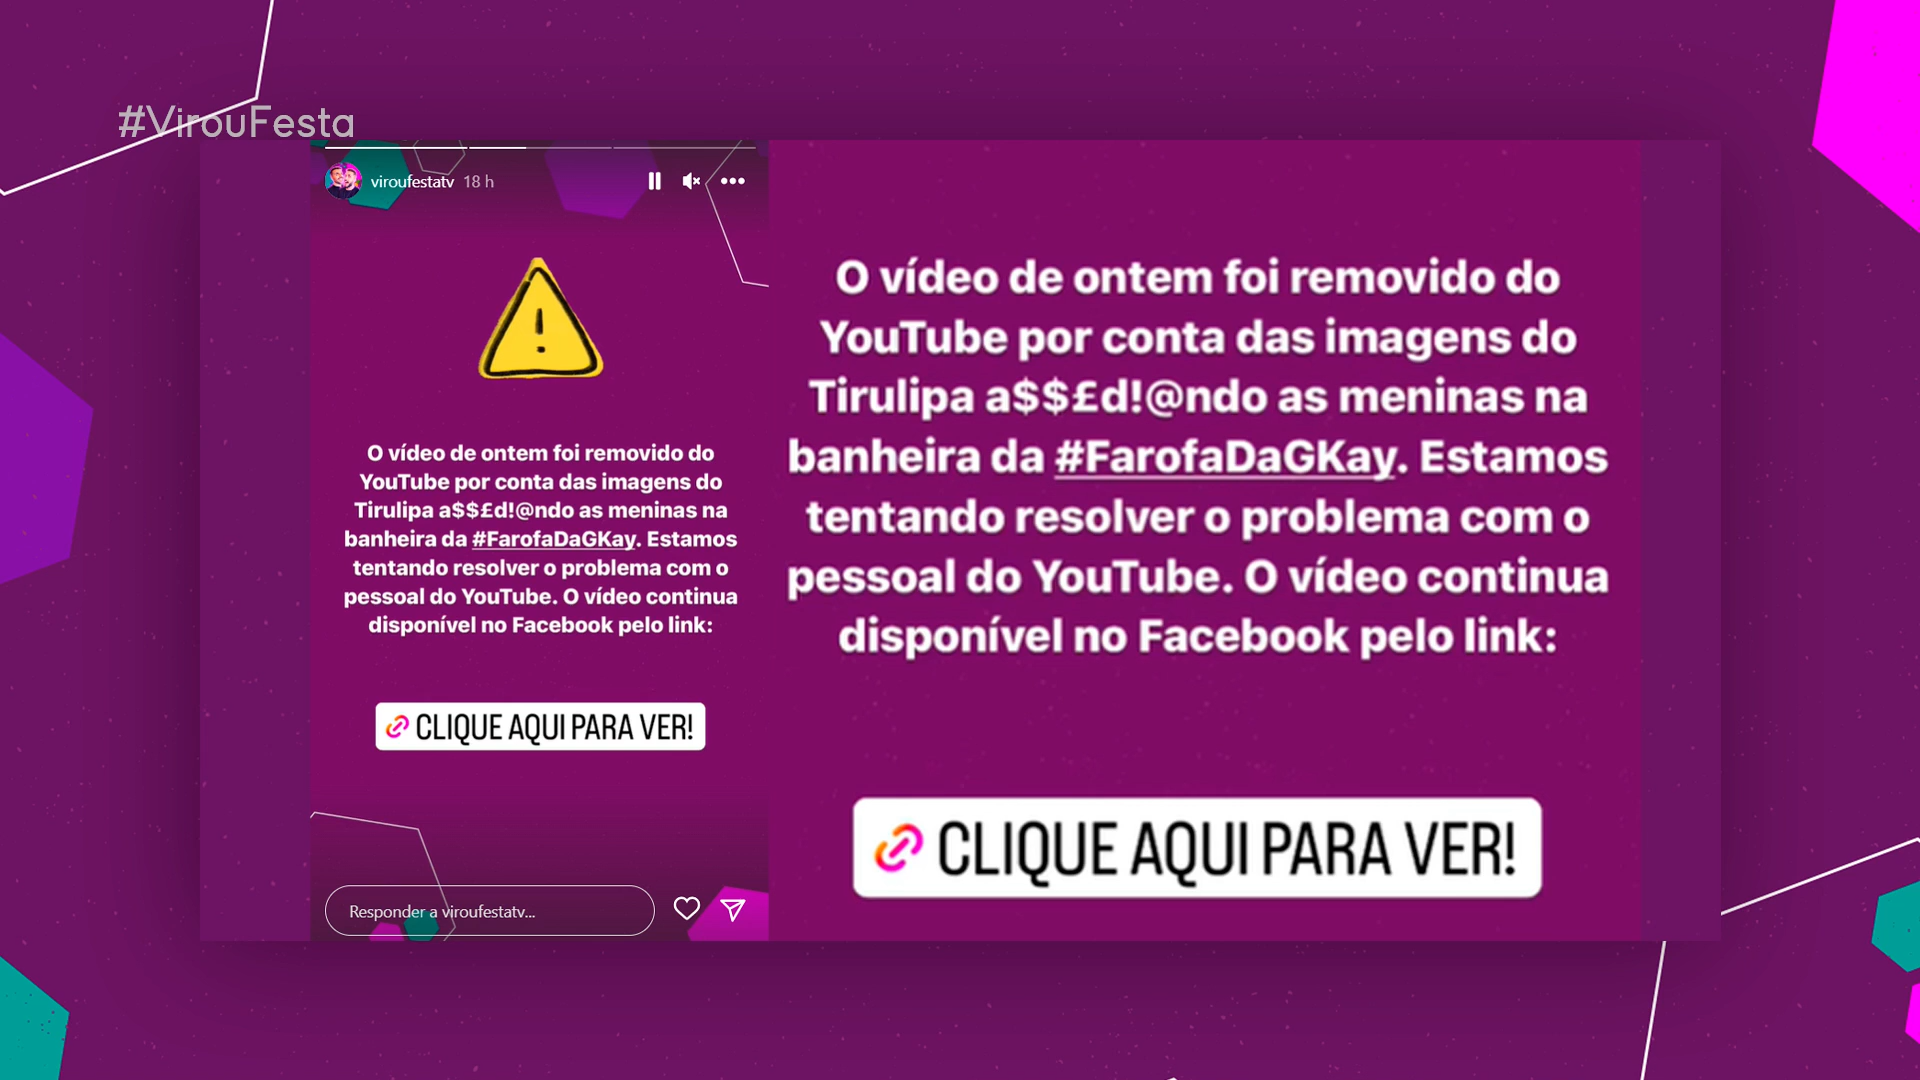 #VirouFesta
viroufestatv 18 h
O vídeo de ontem foi removido do
YouTube por conta das imagens do
Tirulipa a$$£d!@ndo as meninas na
banheira da #FarofaDaGKay. Estamos
tentando resolver o problema com o
pessoal do YouTube. O vídeo continua
disponível no Facebook pelo link:
CLIQUE AQUI PARA VER!
Responder a viroufestatv...
O vídeo de ontem foi removido do
YouTube por conta das imagens do
Tirulipa a$$£d!@ndo as meninas na
banheira da #FarofaDaGKay. Estamos
tentando resolver o problema com o
pessoal do YouTube. O vídeo continua
disponível no Facebook pelo link:
CLIQUE AQUI PARA VER!